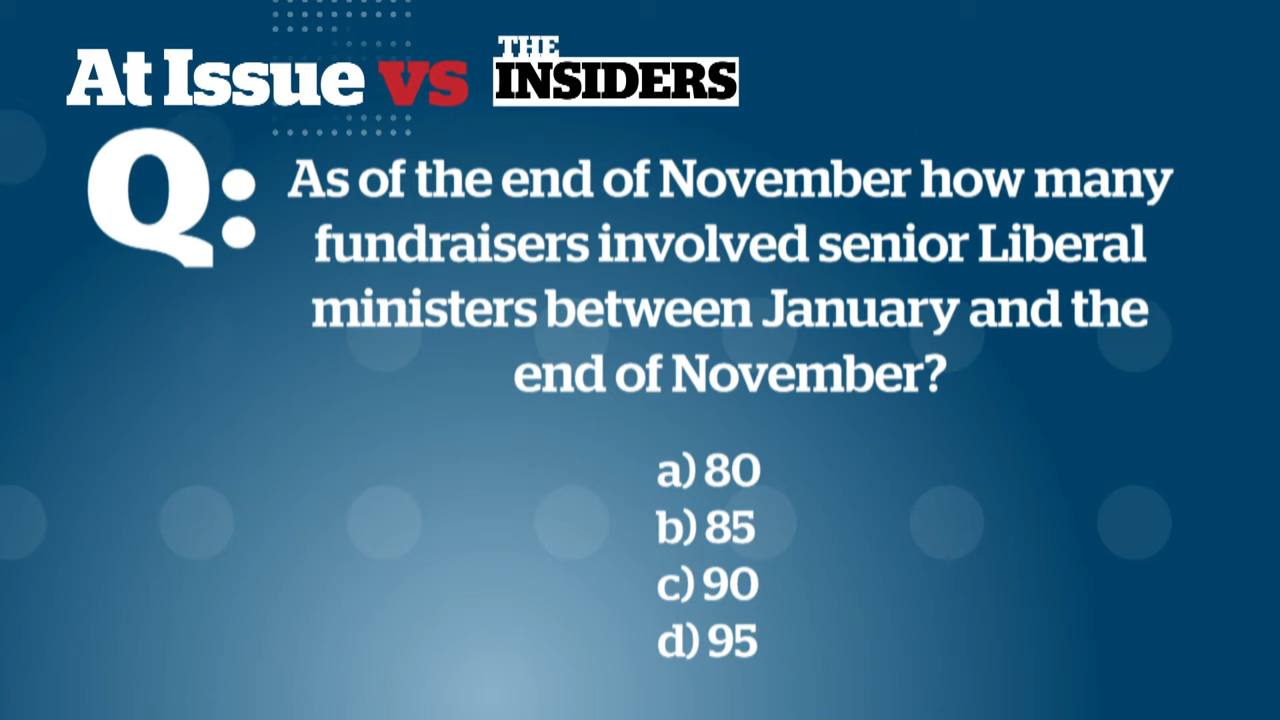 At Issue vs THE INSIDERS
Q: As of the end of November how many
fundraisers involved senior Liberal
ministers between January and the
end of November?
a) 80
b) 85
c) 90
d) 95